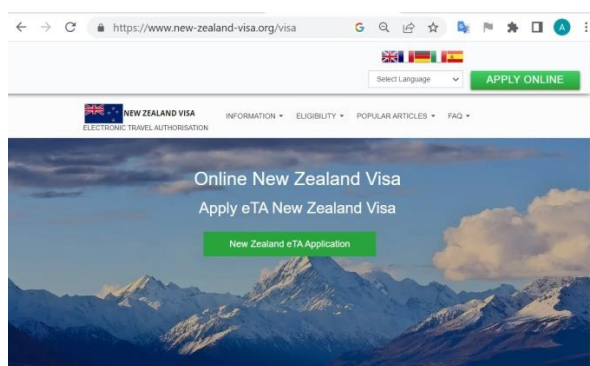 https://www.new-zealand-visa.org/visa
A
Select Language
APPLY ONLINE
NEW ZEALAND VISA
ELECTRONIC TRAVEL AUTHORISATION
INFORMATION
ELIGIBILITY
POPULAR ARTICLES
FAQ
Online New Zealand Visa
Apply eTA New Zealand Visa
New Zealand eTA Application